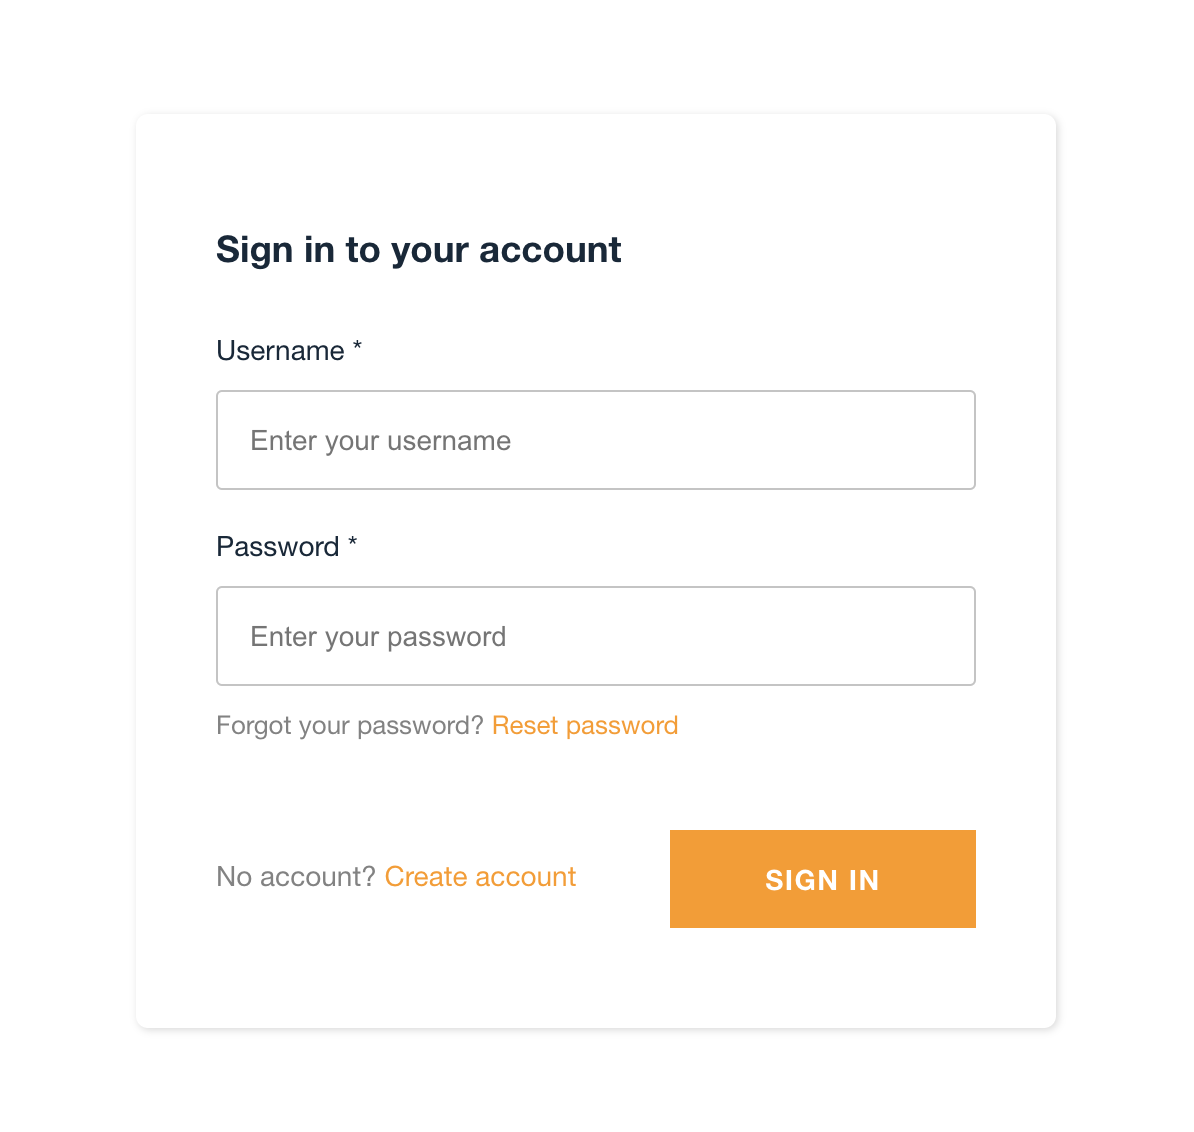 Sign in to your account
Username *
Enter your username
Password *
Enter your password
Forgot your password? Reset password
No account? Create account
SIGN IN